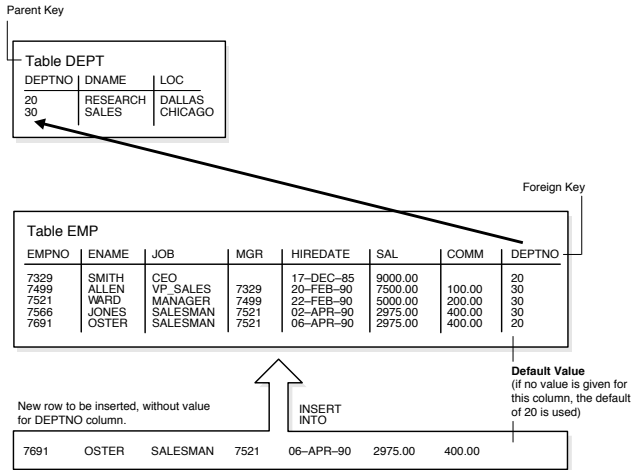 Parent Key
Table DEPT
DEPTNO DNAME LOC
20 RESEARCH DALLAS
30 SALES CHICAGO
Foreign Key
Table EMP
EMPNO ENAME JOB MGR HIREDATE SAL COMM DEPTNO
7329 SMITH CEO 17–DEC–85 9000.00 20
7499 ALLEN VP_SALES 7329 20–FEB–90 7500.00 100.00 30
7521 WARD MANAGER 7499 22–FEB–90 5000.00 200.00 30
7566 JONES SALESMAN 7521 02–APR–90 2975.00 400.00 30
7691 OSTER SALESMAN 7521 06–APR–90 2975.00 400.00 20
Default Value
(if no value is given for
this column, the default
of 20 is used)
New row to be inserted, without value
for DEPTNO column.
INSERT
INTO
7691 OSTER SALESMAN 7521 06–APR–90 2975.00 400.00